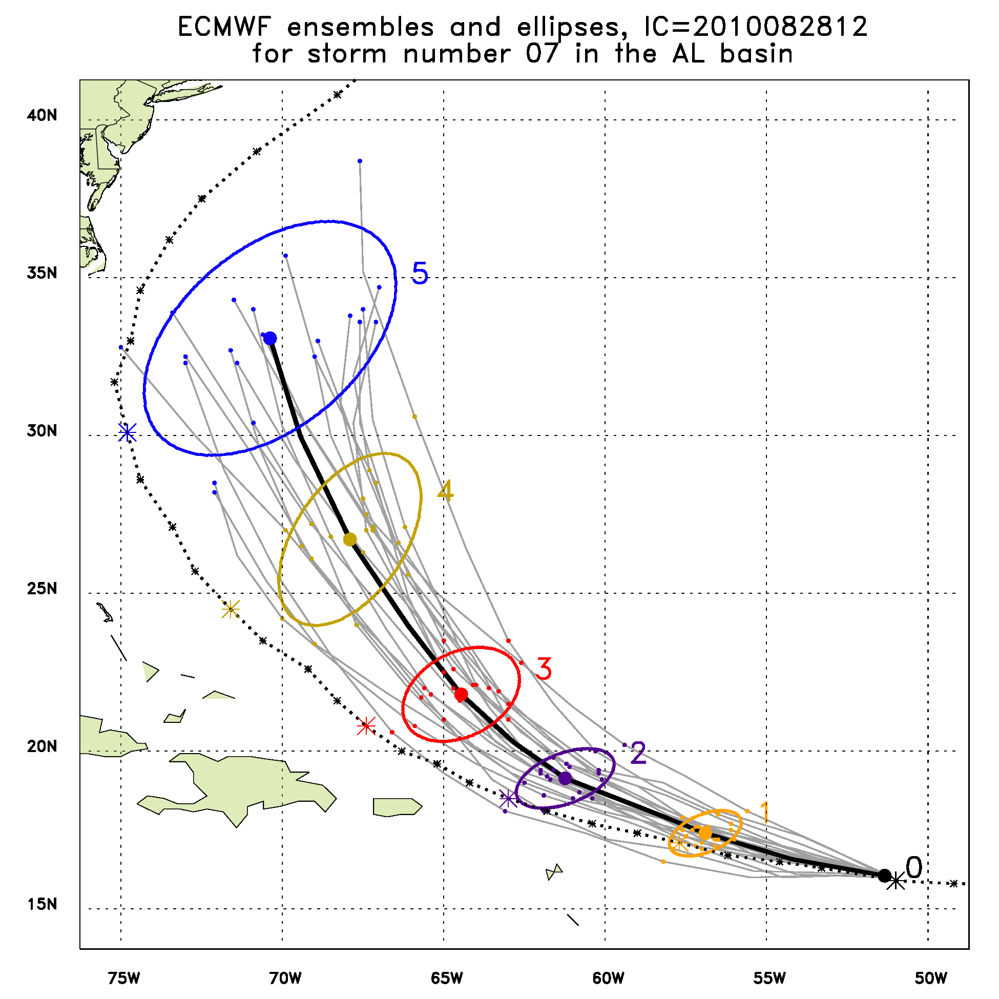 ECMWF ensembles and ellipses, IC=2010082812
for storm number 07 in the AL basin
40N
35N
5
30N
4
25N
3
20N
2
1
0
15N
75W 70W 65W 60W 55W 50W